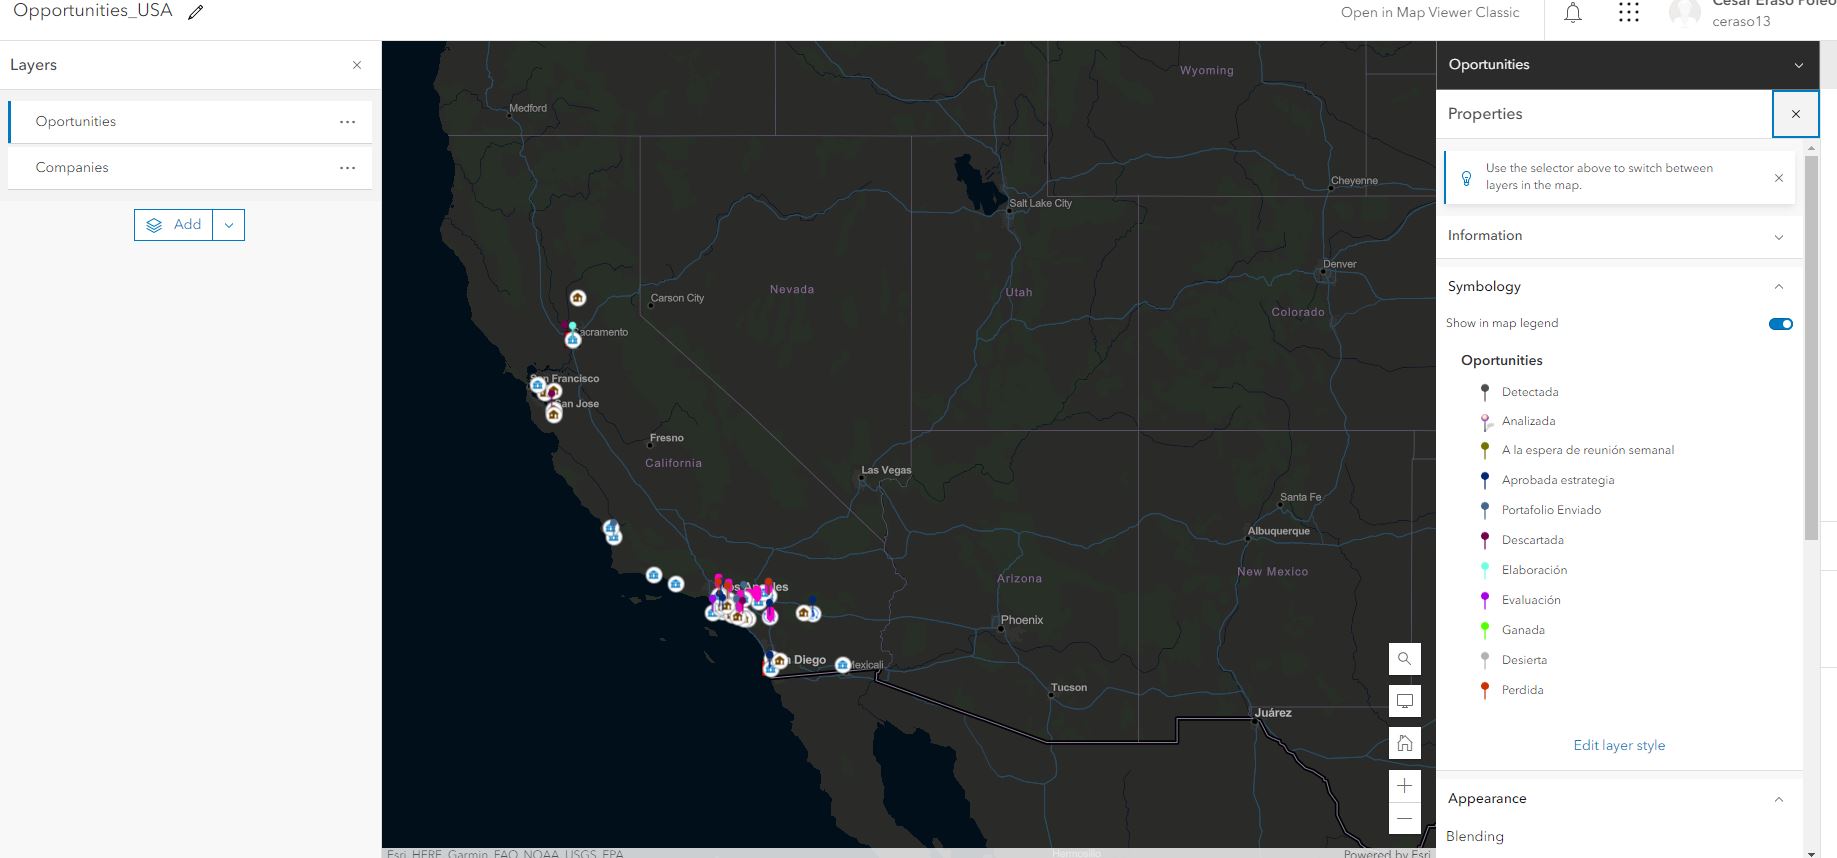 Opportunities_USA
Open in Map Viewer Classic
ceraso13
Layers
Oportunities
Companies
Add
Wyoming
Medford
Cheyenne
Salt Lake City
Denver
Nevada
Utah
Carson City
Colorado
Sacramento
San Francisco
San Jose
Fresno
California
Las Vegas
Santa Fe
Albuquerque
Los Angeles
Arizona
New Mexico
Phoenix
San Diego
Mexicali
Tucson
Juárez
Hermosillo
Esri, HERE, Garmin, FAO, NOAA, USGS, EPA
Powered by Esri
Oportunities
Properties
Use the selector above to switch between
layers in the map.
Information
Symbology
Show in map legend
Oportunities
Detectada
Analizada
A la espera de reunión semanal
Aprobada estrategia
Portafolio Enviado
Descartada
Elaboración
Evaluación
Ganada
Desierta
Perdida
Edit layer style
Appearance
Blending